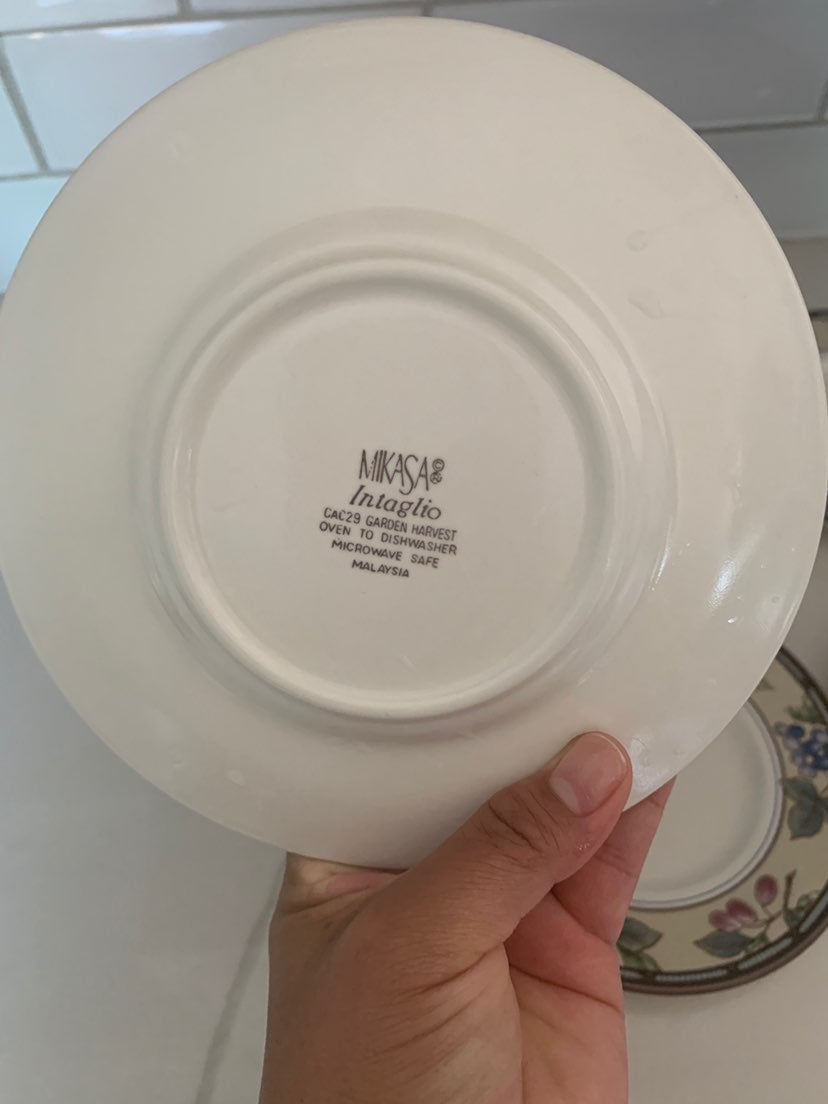 MIKASA©®
Intaglio
CAC29 GARDEN HARVEST
OVEN TO DISHWASHER
MICROWAVE SAFE
MALAYSIA